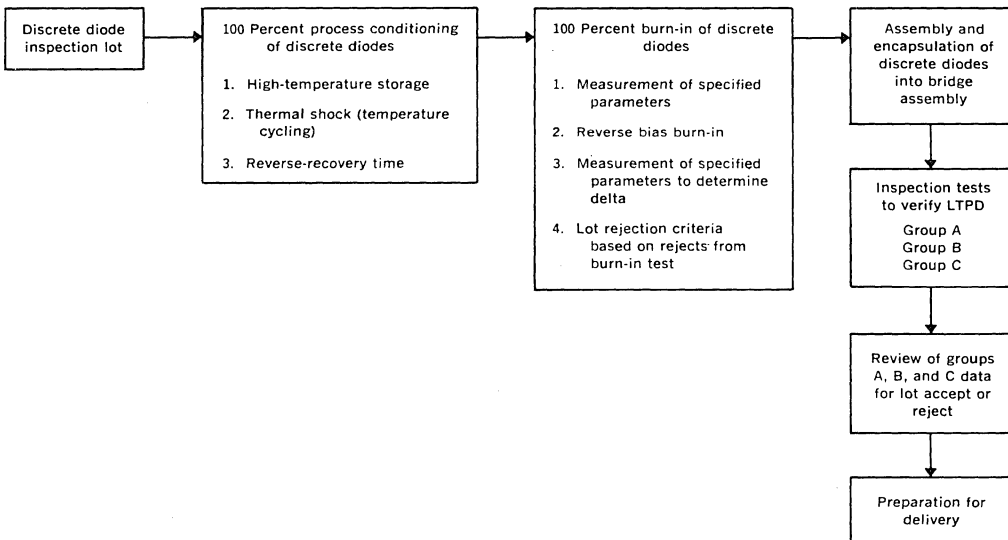 Discrete diode
inspection lot
100 Percent process conditioning
of discrete diodes
1. High-temperature storage
2. Thermal shock (temperature
cycling)
3. Reverse-recovery time
100 Percent burn-in of discrete
diodes
1. Measurement of specified
parameters
2. Reverse bias burn-in
3. Measurement of specified
parameters to determine
delta
4. Lot rejection criteria
based on rejects from
burn-in test
Assembly and
encapsulation of
discrete diodes
into bridge
assembly
Inspection tests
to verify LTPD
Group A
Group B
Group C
Review of groups
A, B, and C data
for lot accept or
reject
Preparation for
delivery